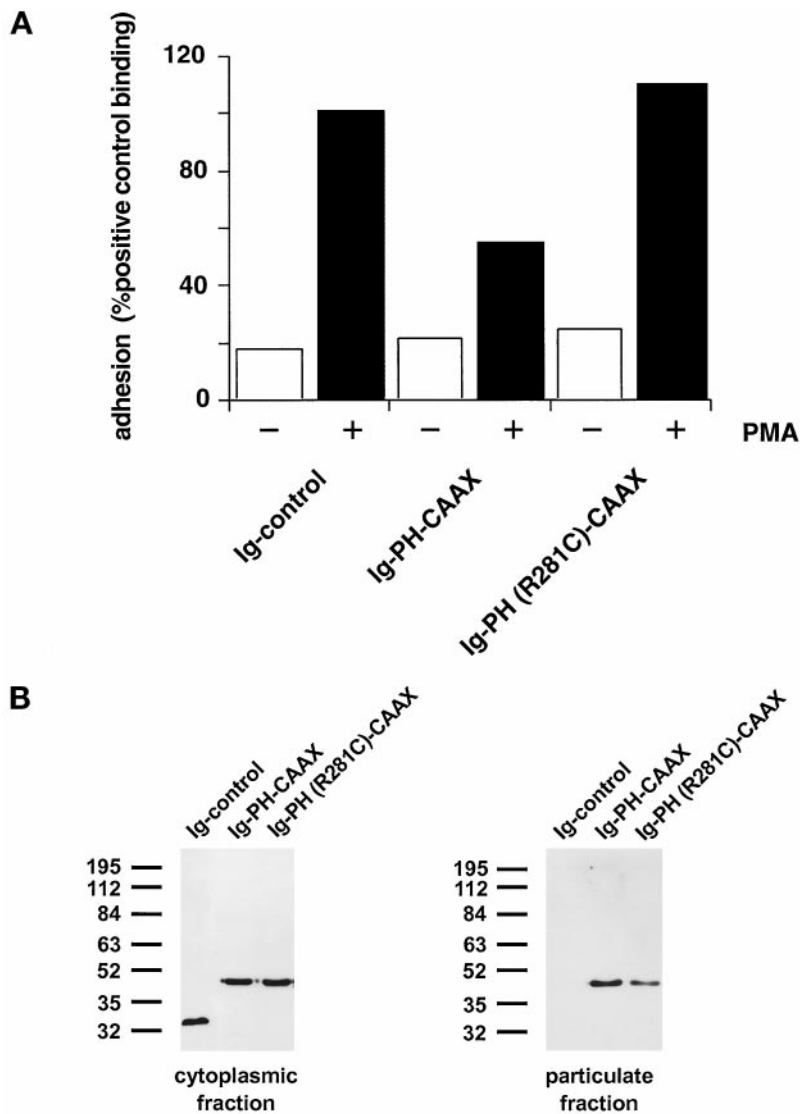 A
adhesion (%positive control binding)
120
80
40
0
− + − + − + PMA
Ig-control
Ig-PH-CAAX
Ig-PH (R281C)-CAAX
B
Ig-control
Ig-PH-CAAX
Ig-PH (R281C)-CAAX
195
112
84
63
52
35
32
cytoplasmic
fraction
Ig-control
Ig-PH-CAAX
Ig-PH (R281C)-CAAX
195
112
84
63
52
35
32
particulate
fraction